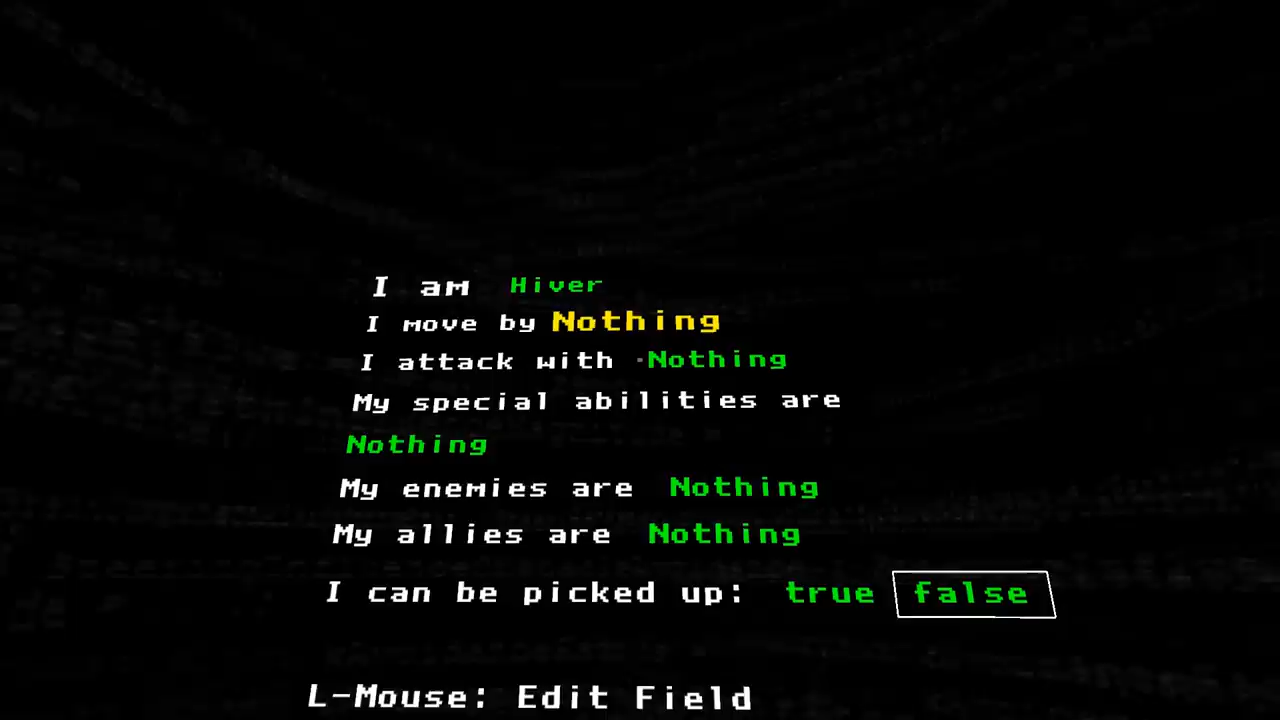 I am Hiver
I move by Nothing
I attack with Nothing
My special abilities are
Nothing
My enemies are Nothing
My allies are Nothing
I can be picked up: true false
L-Mouse: Edit Field